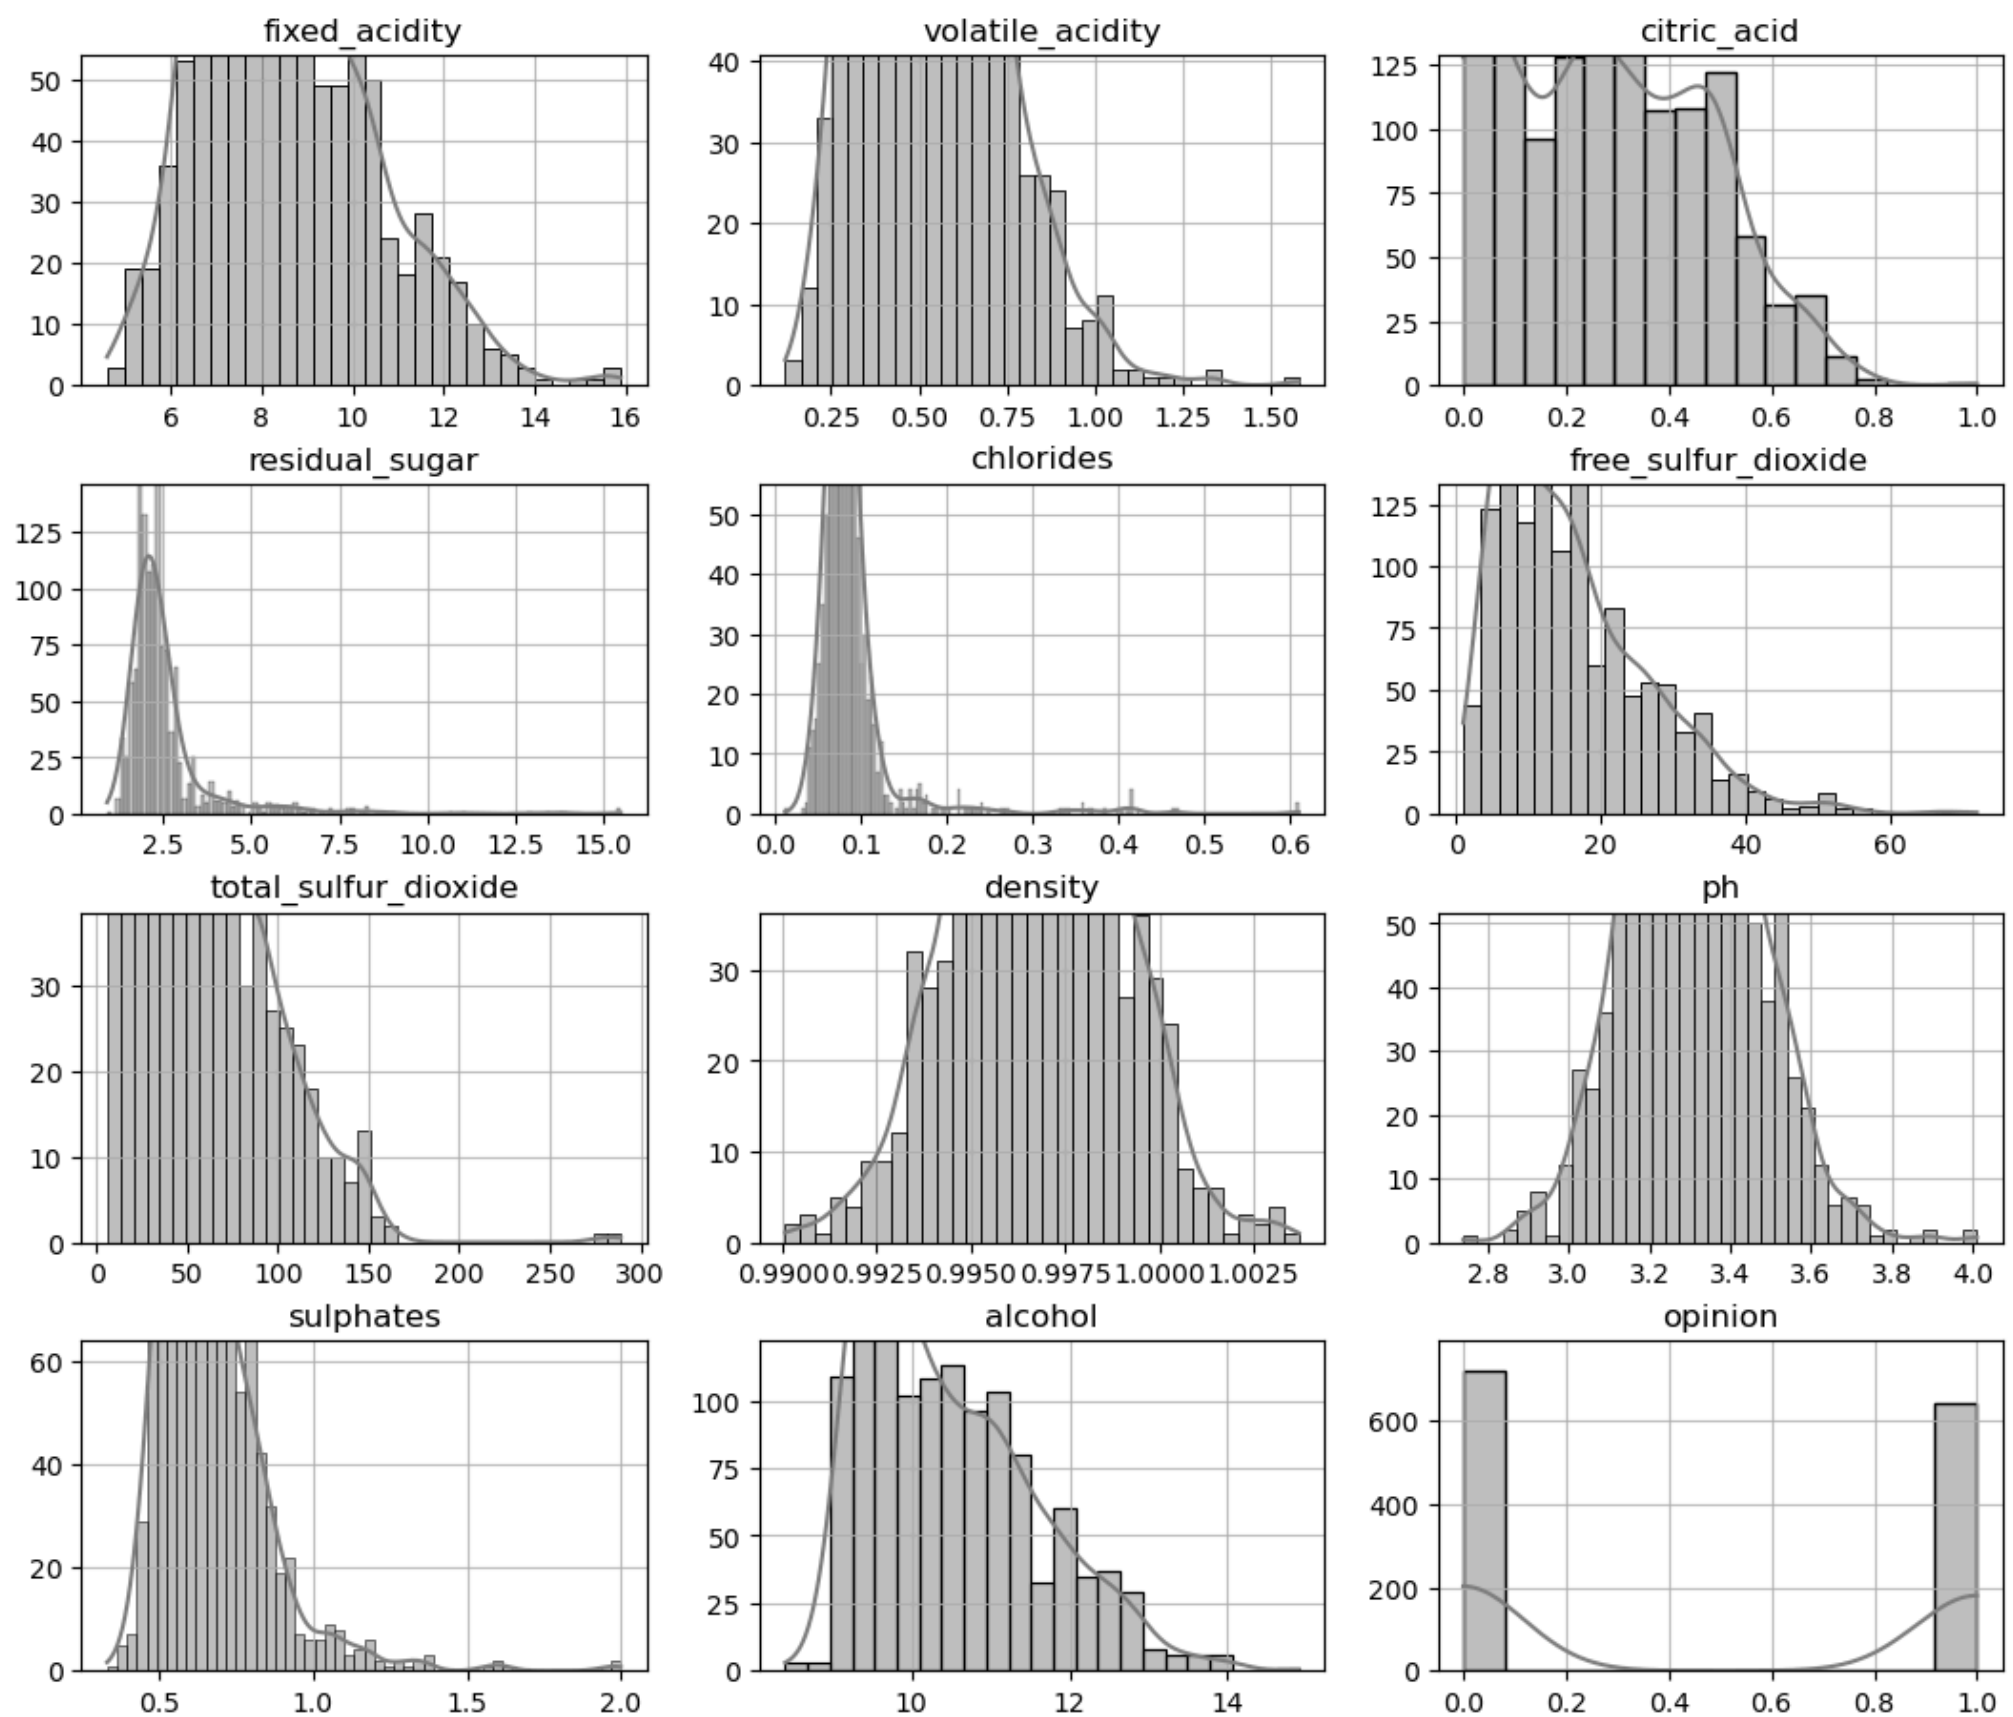 fixed_acidity
50
40
30
20
10
0
6 8 10 12 14 16
volatile_acidity
40
30
20
10
0
0.25 0.50 0.75 1.00 1.25 1.50
citric_acid
125
100
75
50
25
0
0.0 0.2 0.4 0.6 0.8 1.0
residual_sugar
125
100
75
50
25
0
2.5 5.0 7.5 10.0 12.5 15.0
chlorides
50
40
30
20
10
0
0.0 0.1 0.2 0.3 0.4 0.5 0.6
free_sulfur_dioxide
125
100
75
50
25
0
0 20 40 60
total_sulfur_dioxide
30
20
10
0
0 50 100 150 200 250 300
density
30
20
10
0
0.9900 0.9925 0.9950 0.9975 1.0000 1.0025
ph
50
40
30
20
10
0
2.8 3.0 3.2 3.4 3.6 3.8 4.0
sulphates
60
40
20
0
0.5 1.0 1.5 2.0
alcohol
100
75
50
25
0
10 12 14
opinion
600
400
200
0
0.0 0.2 0.4 0.6 0.8 1.0